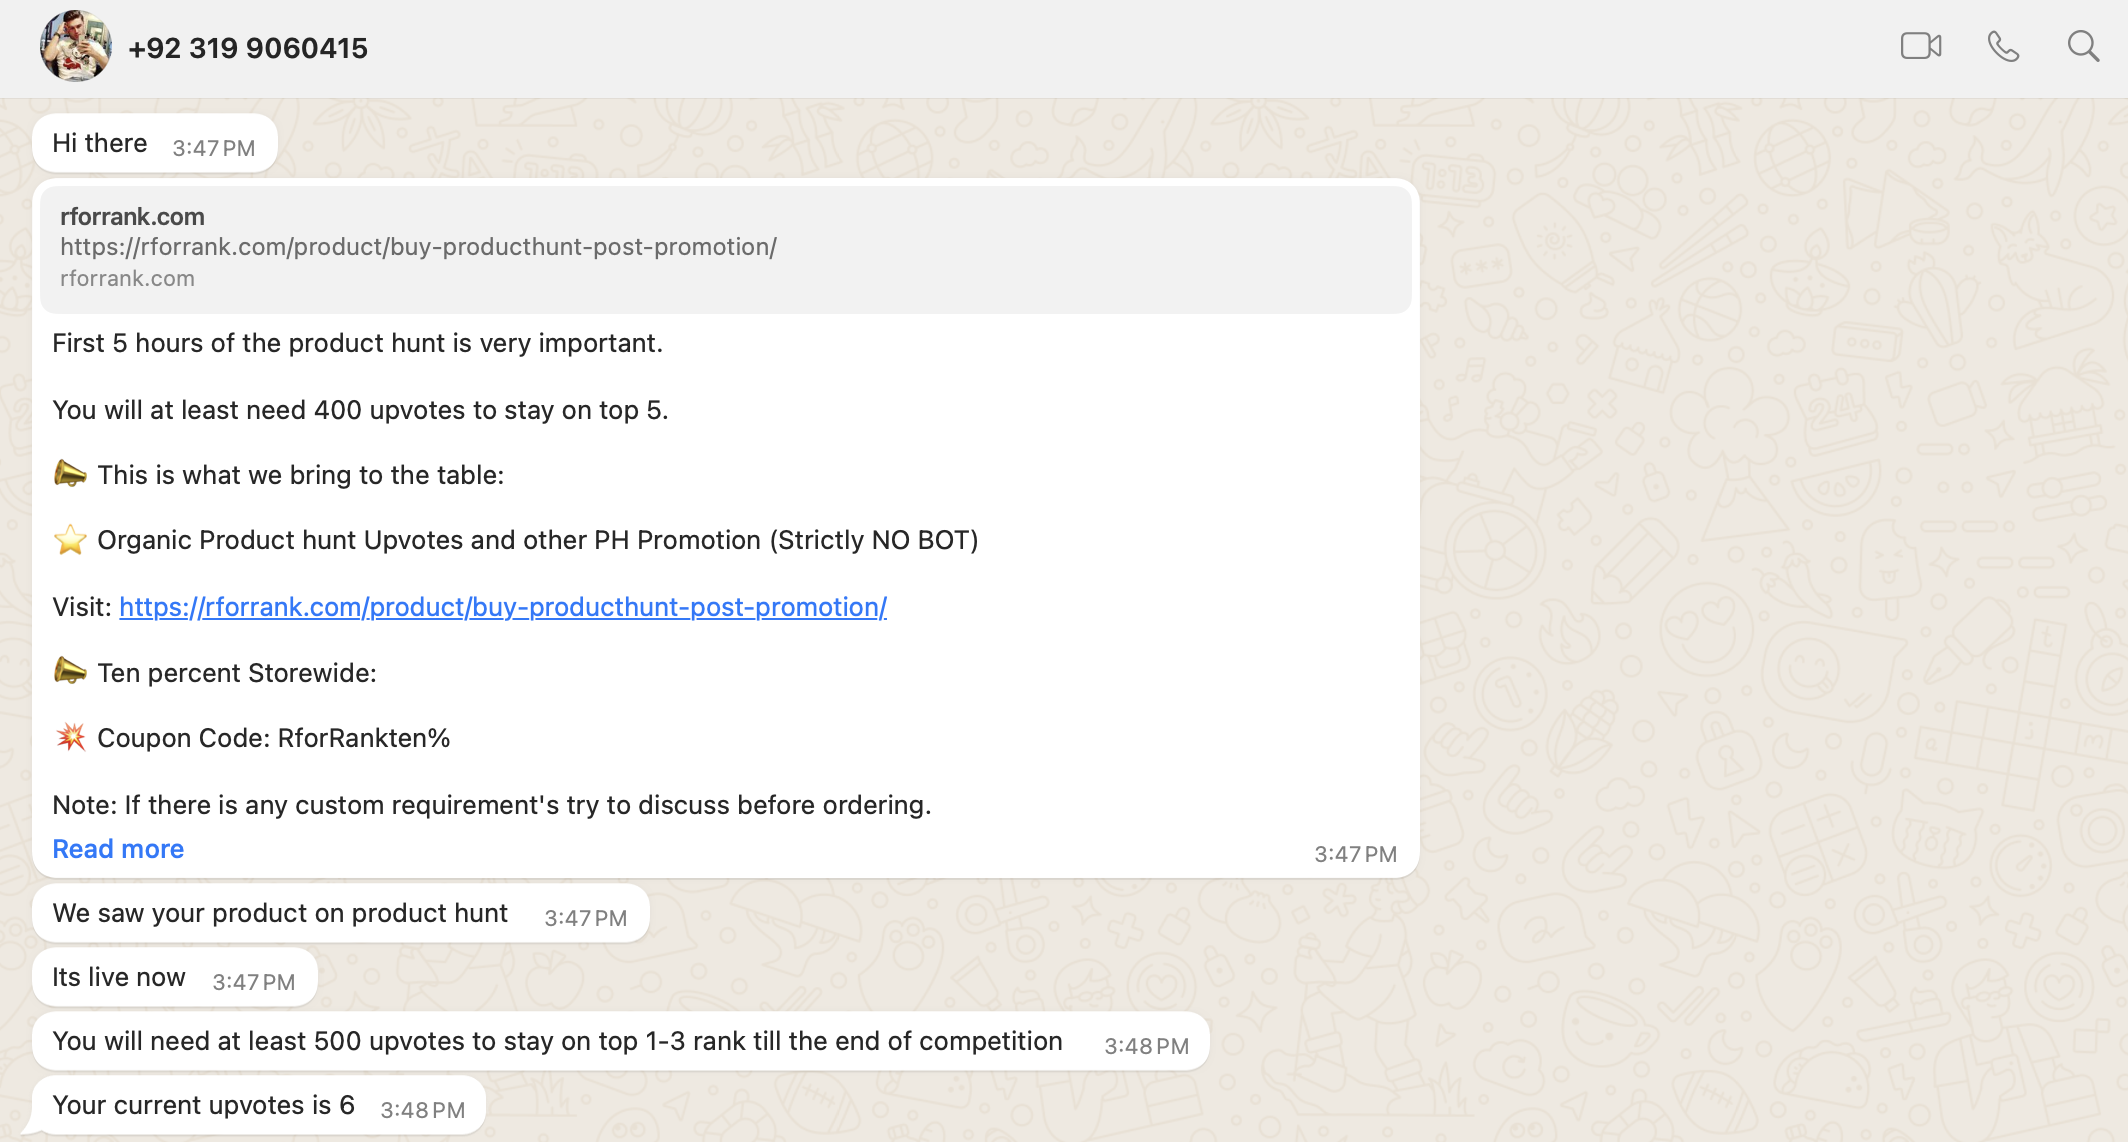 +92 319 9060415
Hi there 3:47 PM
rforrank.com
https://rforrank.com/product/buy-producthunt-post-promotion/
rforrank.com
First 5 hours of the product hunt is very important.
You will at least need 400 upvotes to stay on top 5.
This is what we bring to the table:
⭐ Organic Product hunt Upvotes and other PH Promotion (Strictly NO BOT)
Visit: https://rforrank.com/product/buy-producthunt-post-promotion/
Ten percent Storewide:
💥 Coupon Code: RforRankten%
Note: If there is any custom requirement's try to discuss before ordering.
Read more
3:47 PM
We saw your product on product hunt 3:47 PM
Its live now 3:47 PM
You will need at least 500 upvotes to stay on top 1-3 rank till the end of competition 3:48 PM
Your current upvotes is 6 3:48 PM